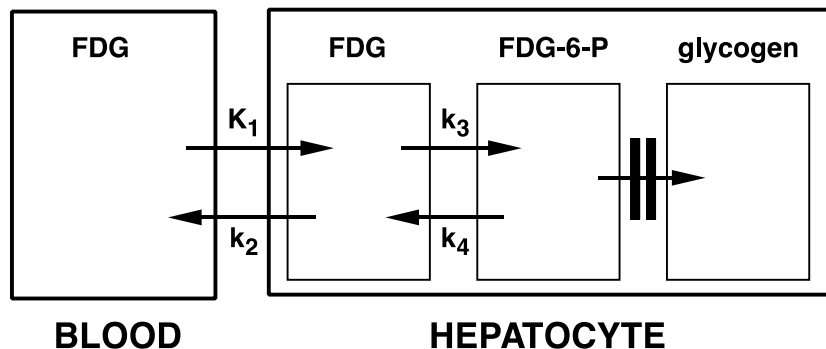 FDG
FDG
FDG-6-P
glycogen
K1
k3
k2
k4
BLOOD
HEPATOCYTE